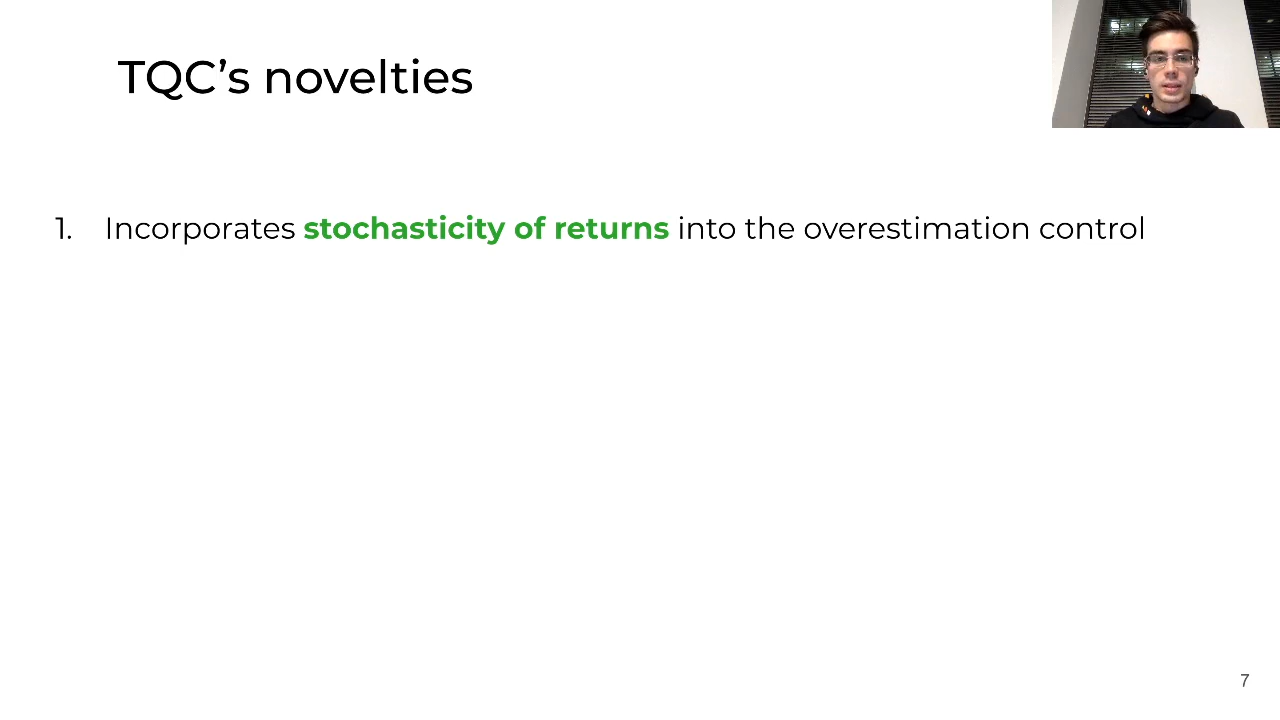 TQC’s novelties
1. Incorporates stochasticity of returns into the overestimation control
7